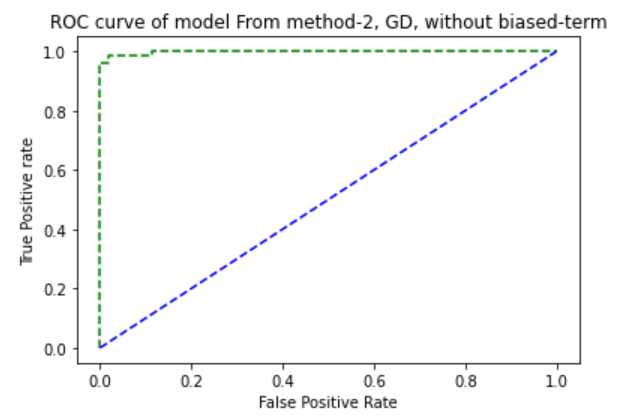 ROC curve of model From method-2, GD, without biased-term
1.0
0.8
0.6
0.4
0.2
0.0
True Positive rate
0.0 0.2 0.4 0.6 0.8 1.0
False Positive Rate